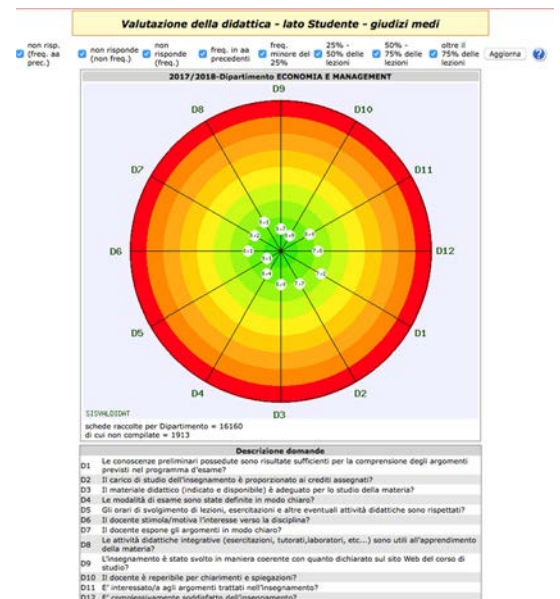 Valutazione della didattica - lato Studente - giudizi medi
non risp. (freq. aa prec.)
non risponde (non freq.)
non risponde (freq.)
freq. in aa precedenti
freq. minore del 25%
25% - 50% delle lezioni
50% - 75% delle lezioni
oltre il 75% delle lezioni
Aggiorna
?
2017/2018-Dipartimento ECONOMIA E MANAGEMENT
D9
D8 D10
D7 D11
D6 D12
D5 D1
D4 D2
D3
SISVALDIDAT
schede raccolte per Dipartimento = 16160
di cui non compilate = 1913
Descrizione domande
D1 Le conoscenze preliminari possedute sono risultate sufficienti per la comprensione degli argomenti
previsti nel programma d'esame?
D2 Il carico di studio dell'insegnamento è proporzionato ai crediti assegnati?
D3 Il materiale didattico (indicato e disponibile) è adeguato per lo studio della materia?
D4 Le modalità di esame sono state definite in modo chiaro?
D5 Gli orari di svolgimento di lezioni, esercitazioni e altre eventuali attività didattiche sono rispettati?
D6 Il docente stimola/motiva l'interesse verso la disciplina?
D7 Il docente espone gli argomenti in modo chiaro?
D8 Le attività didattiche integrative (esercitazioni, tutorati,laboratori, etc...) sono utili all'apprendimento
della materia?
D9 L'insegnamento è stato svolto in maniera coerente con quanto dichiarato sul sito Web del corso di
studio?
D10 Il docente è reperibile per chiarimenti e spiegazioni?
D11 E' interessato/a agli argomenti trattati nell'insegnamento?
D12 E' complessivamente soddisfatto dell'insegnamento?